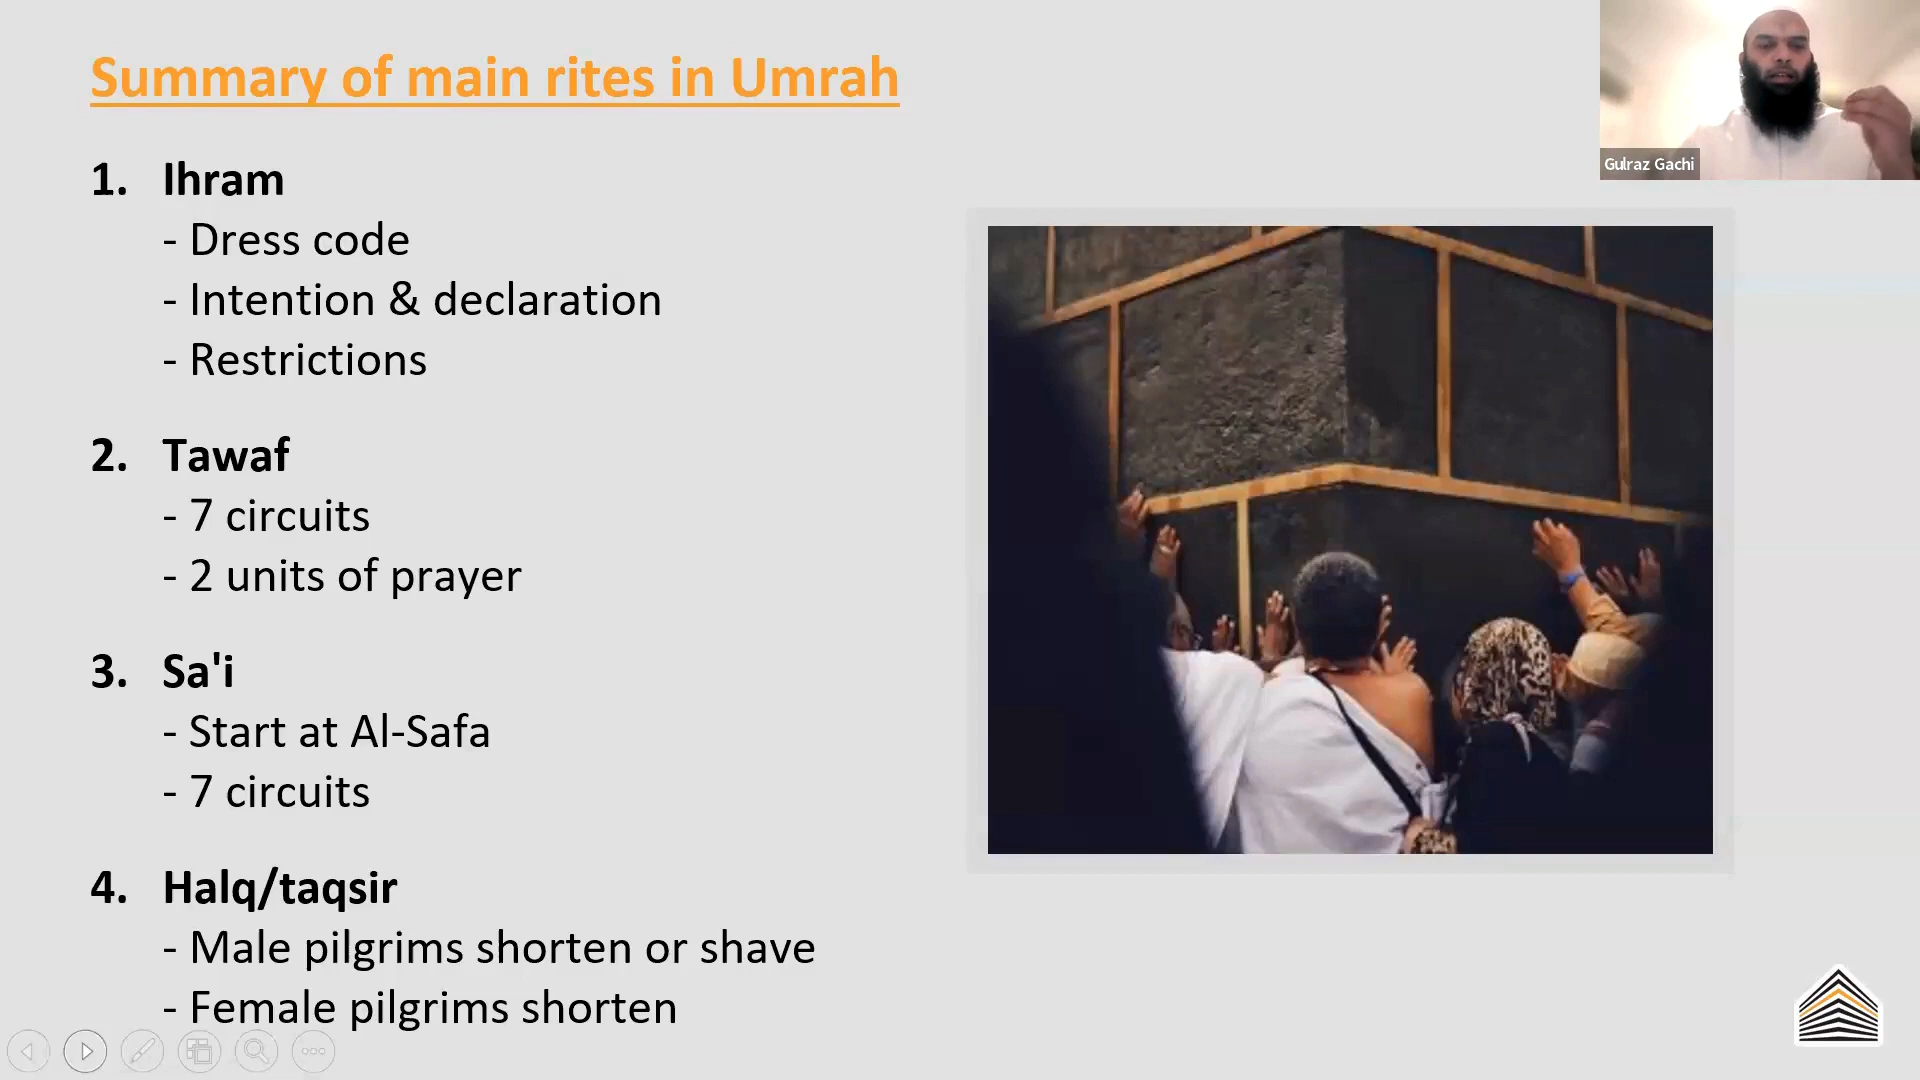 Summary of main rites in Umrah
1. Ihram
- Dress code
- Intention & declaration
- Restrictions
2. Tawaf
- 7 circuits
- 2 units of prayer
3. Sa'i
- Start at Al-Safa
- 7 circuits
4. Halq/taqsir
- Male pilgrims shorten or shave
- Female pilgrims shorten
Gulraz Gachi